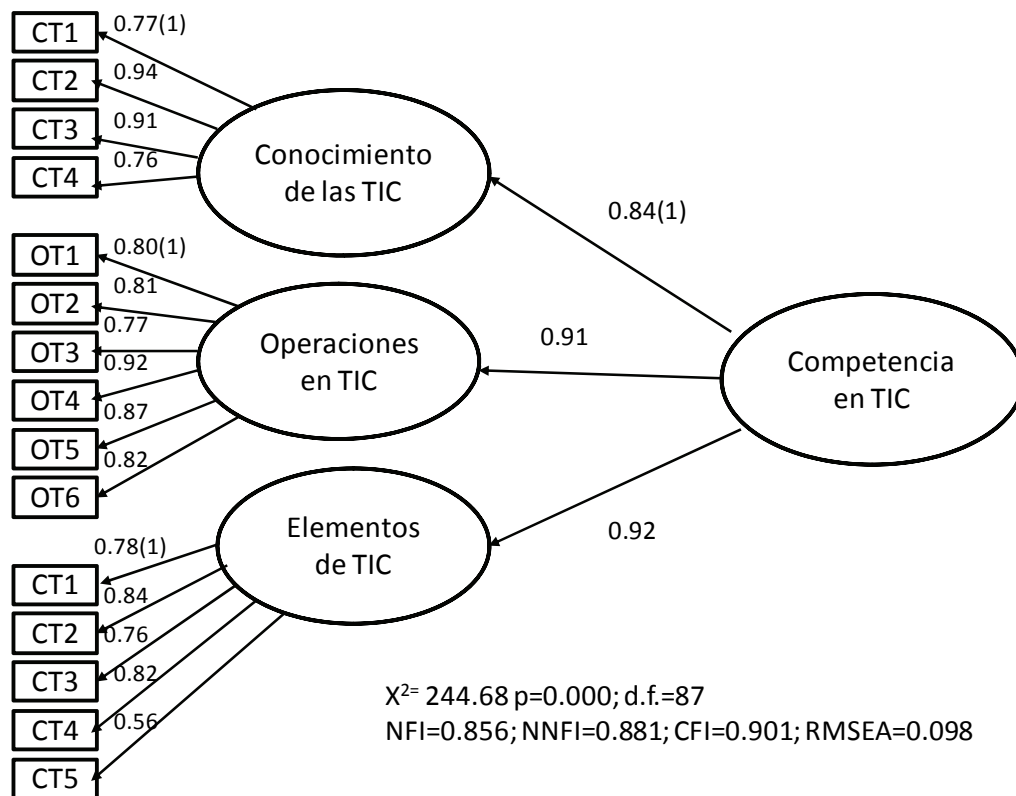 CT1
0.77(1)
CT2
0.94
CT3
0.91
CT4
0.76
Conocimiento
de las TIC
0.84(1)
OT1
0.80(1)
OT2
0.81
OT3
0.77
OT4
0.92
OT5
0.87
OT6
0.82
Operaciones
en TIC
0.91
Competencia
en TIC
Elementos
de TIC
0.92
CT1
0.78(1)
CT2
0.84
CT3
0.76
CT4
0.82
CT5
0.56
X²⁼ 244.68 p=0.000; d.f.=87
NFI=0.856; NNFI=0.881; CFI=0.901; RMSEA=0.098